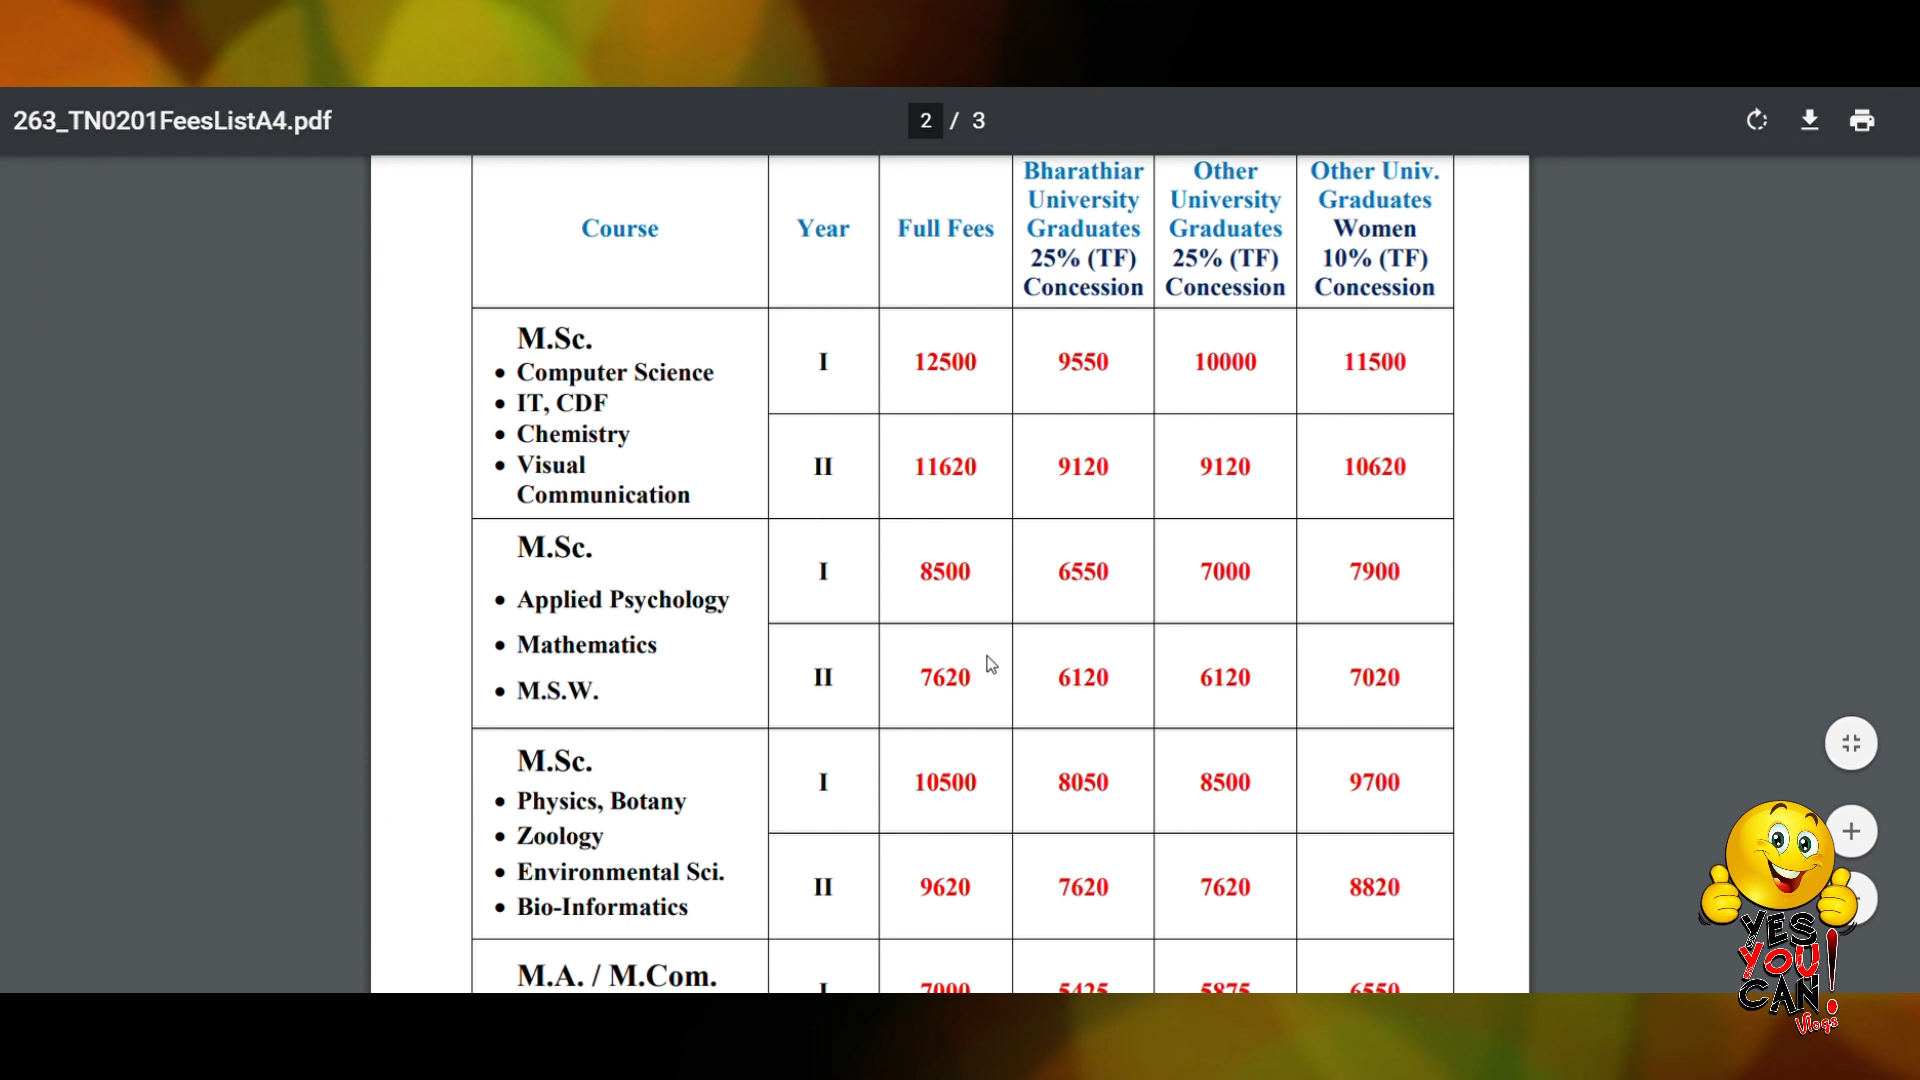 263_TN0201FeesListA4.pdf
2 / 3
Course
Year
Full Fees
Bharathiar
University
Graduates
25% (TF)
Concession
Other
University
Graduates
25% (TF)
Concession
Other Univ.
Graduates
Women
10% (TF)
Concession
M.Sc.
• Computer Science
• IT, CDF
• Chemistry
• Visual
Communication
I 12500 9550 10000 11500
II 11620 9120 9120 10620
M.Sc.
• Applied Psychology
• Mathematics
• M.S.W.
I 8500 6550 7000 7900
II 7620 6120 6120 7020
M.Sc.
• Physics, Botany
• Zoology
• Environmental Sci.
• Bio-Informatics
I 10500 8050 8500 9700
II 9620 7620 7620 8820
M.A. / M.Com.
I 7000 5425 5875 6550
YES
YOU
CAN!
Vlogs